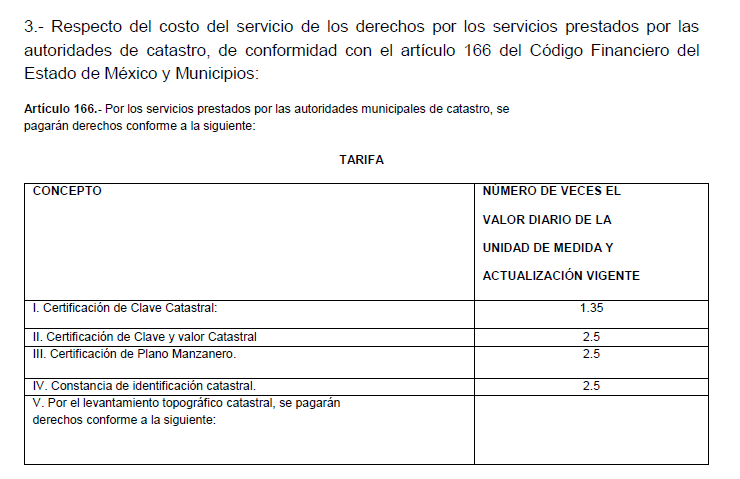 3.- Respecto del costo del servicio de los derechos por los servicios prestados por las
autoridades de catastro, de conformidad con el artículo 166 del Código Financiero del
Estado de México y Municipios:
Artículo 166.- Por los servicios prestados por las autoridades municipales de catastro, se
pagarán derechos conforme a la siguiente:
TARIFA
CONCEPTO
NÚMERO DE VECES EL
VALOR DIARIO DE LA
UNIDAD DE MEDIDA Y
ACTUALIZACIÓN VIGENTE
I. Certificación de Clave Catastral:
1.35
II. Certificación de Clave y valor Catastral
2.5
III. Certificación de Plano Manzanero.
2.5
IV. Constancia de identificación catastral.
2.5
V. Por el levantamiento topográfico catastral, se pagarán
derechos conforme a la siguiente: